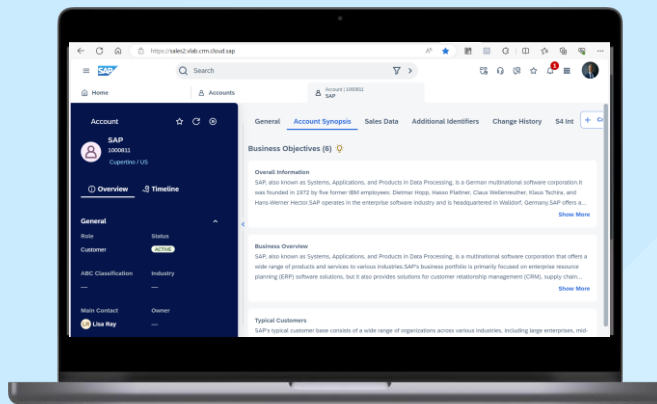 https://sales2.vlab.crm.cloud.sap
SAP
Search
1
Home
Accounts
Account | 1000811
SAP
Account
SAP
1000811
Cupertino / US
Overview
Timeline
General
Role
Status
Customer
ACTIVE
ABC Classification
Industry
—
—
Main Contact
Owner
Lisa Ray
—
General
Account Synopsis
Sales Data
Additional Identifiers
Change History
S4 Int
Business Objectives (6)
Overall Information
SAP, also known as Systems, Applications, and Products in Data Processing, is a German multinational software corporation.It
was founded in 1972 by five former IBM employees: Dietmar Hopp, Hasso Plattner, Claus Wellenreuther, Klaus Tschira, and
Hans-Werner Hector.SAP operates in the enterprise software industry and is headquartered in Walldorf, Germany.SAP offers a...
Show More
Business Overview
SAP, also known as Systems, Applications, and Products in Data Processing, is a multinational software corporation that offers a
wide range of products and services to various industries.SAP's business portfolio is primarily focused on enterprise resource
planning (ERP) software solutions, but it also provides solutions for customer relationship management (CRM), supply chain...
Show More
Typical Customers
SAP's typical customer base consists of a wide range of organizations across various industries, including large enterprises, mid-